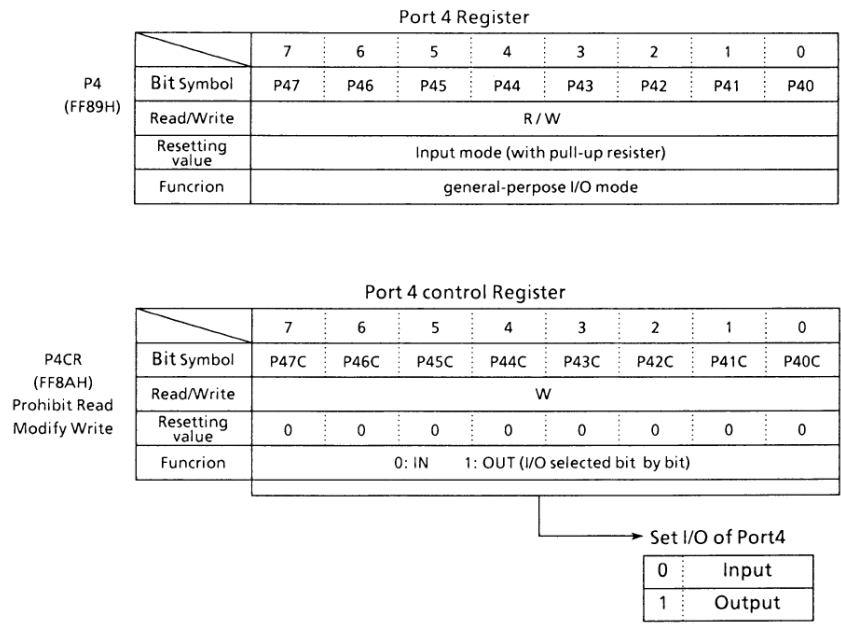 Port 4 Register
7 6 5 4 3 2 1 0
P4
(FF89H)
Bit Symbol P47 P46 P45 P44 P43 P42 P41 P40
Read/Write R/W
Resetting
value
Input mode (with pull-up resister)
Funcrion general-perpose I/O mode
Port 4 control Register
7 6 5 4 3 2 1 0
P4CR
(FF8AH)
Prohibit Read
Modify Write
Bit Symbol P47C P46C P45C P44C P43C P42C P41C P40C
Read/Write W
Resetting
value
0 0 0 0 0 0 0 0
Funcrion 0: IN 1: OUT (I/O selected bit by bit)
Set I/O of Port4
0 Input
1 Output